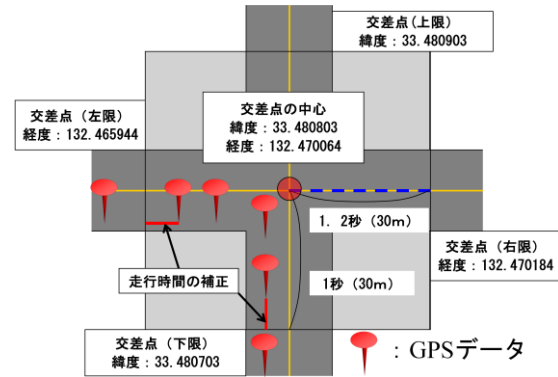 交差点(上限)
緯度：33.480903
交差点（左限）
経度：132.465944
交差点の中心
緯度：33.480803
経度：132.470064
1. 2秒（30m）
交差点（右限）
経度：132.470184
走行時間の補正
1秒（30m）
交差点（下限）
緯度：33.480703
：GPSデータ